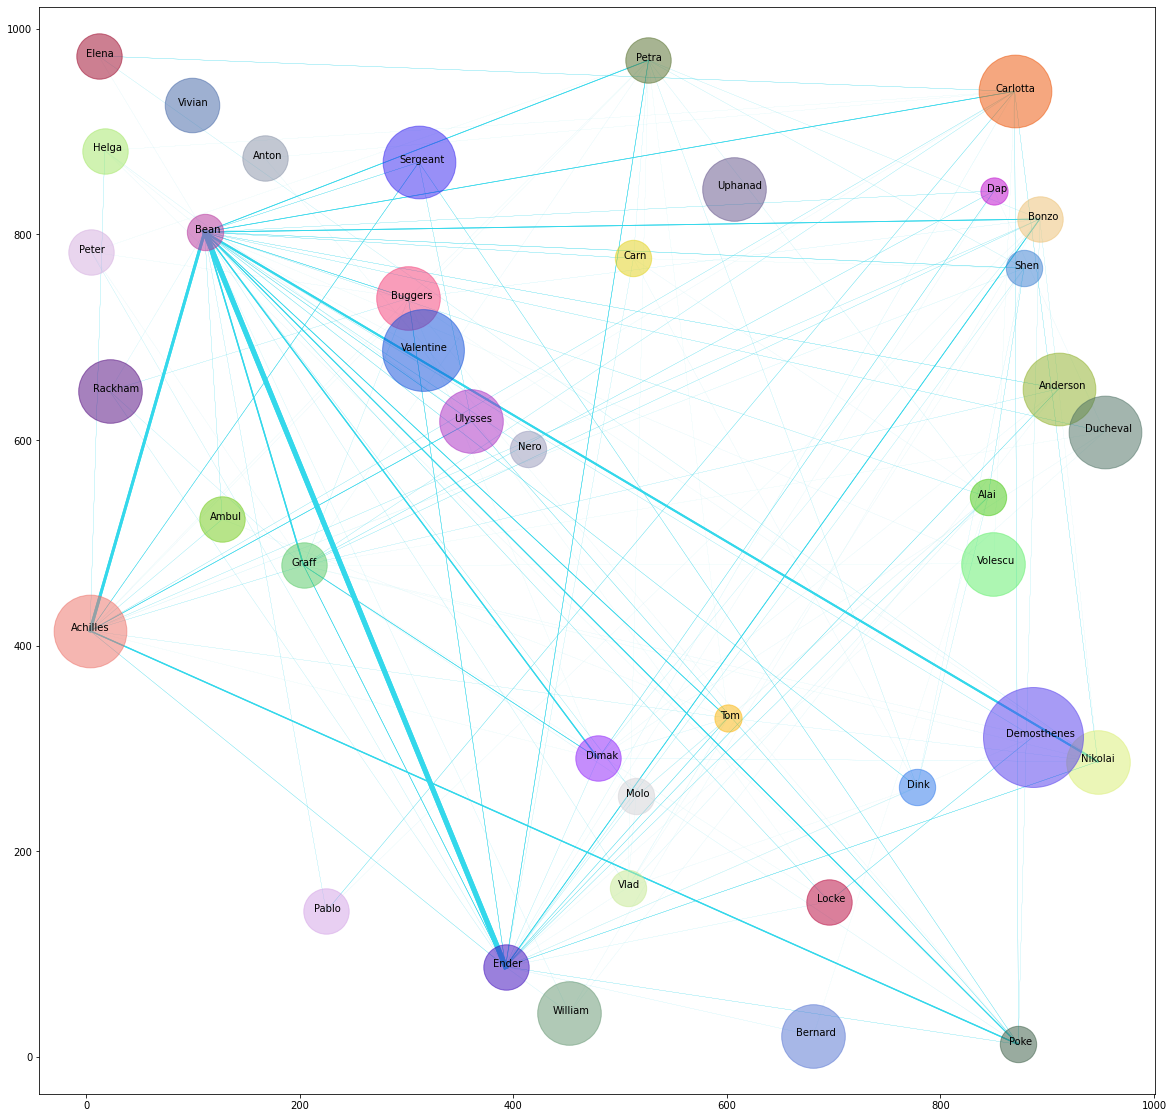 1000
Elena
Petra
Carlotta
Vivian
Helga
Anton
Sergeant
Uphanad
Dap
Bonzo
800
Bean
Peter
Carn
Shen
Buggers
Valentine
Rackham
Anderson
Ulysses
Ducheval
600
Nero
Ambul
Alai
Graff
Volescu
400
Achilles
Tom
Demosthenes
Dimak
Nikolai
Molo
Dink
200
Vlad
Locke
Pablo
Ender
William
Bernard
Poke
0
0 200 400 600 800 1000